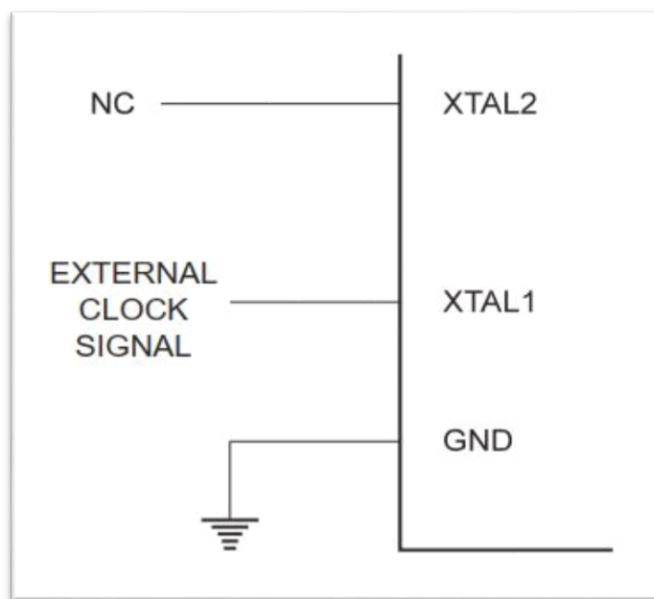 NC
XTAL2
EXTERNAL
CLOCK
SIGNAL
XTAL1
GND